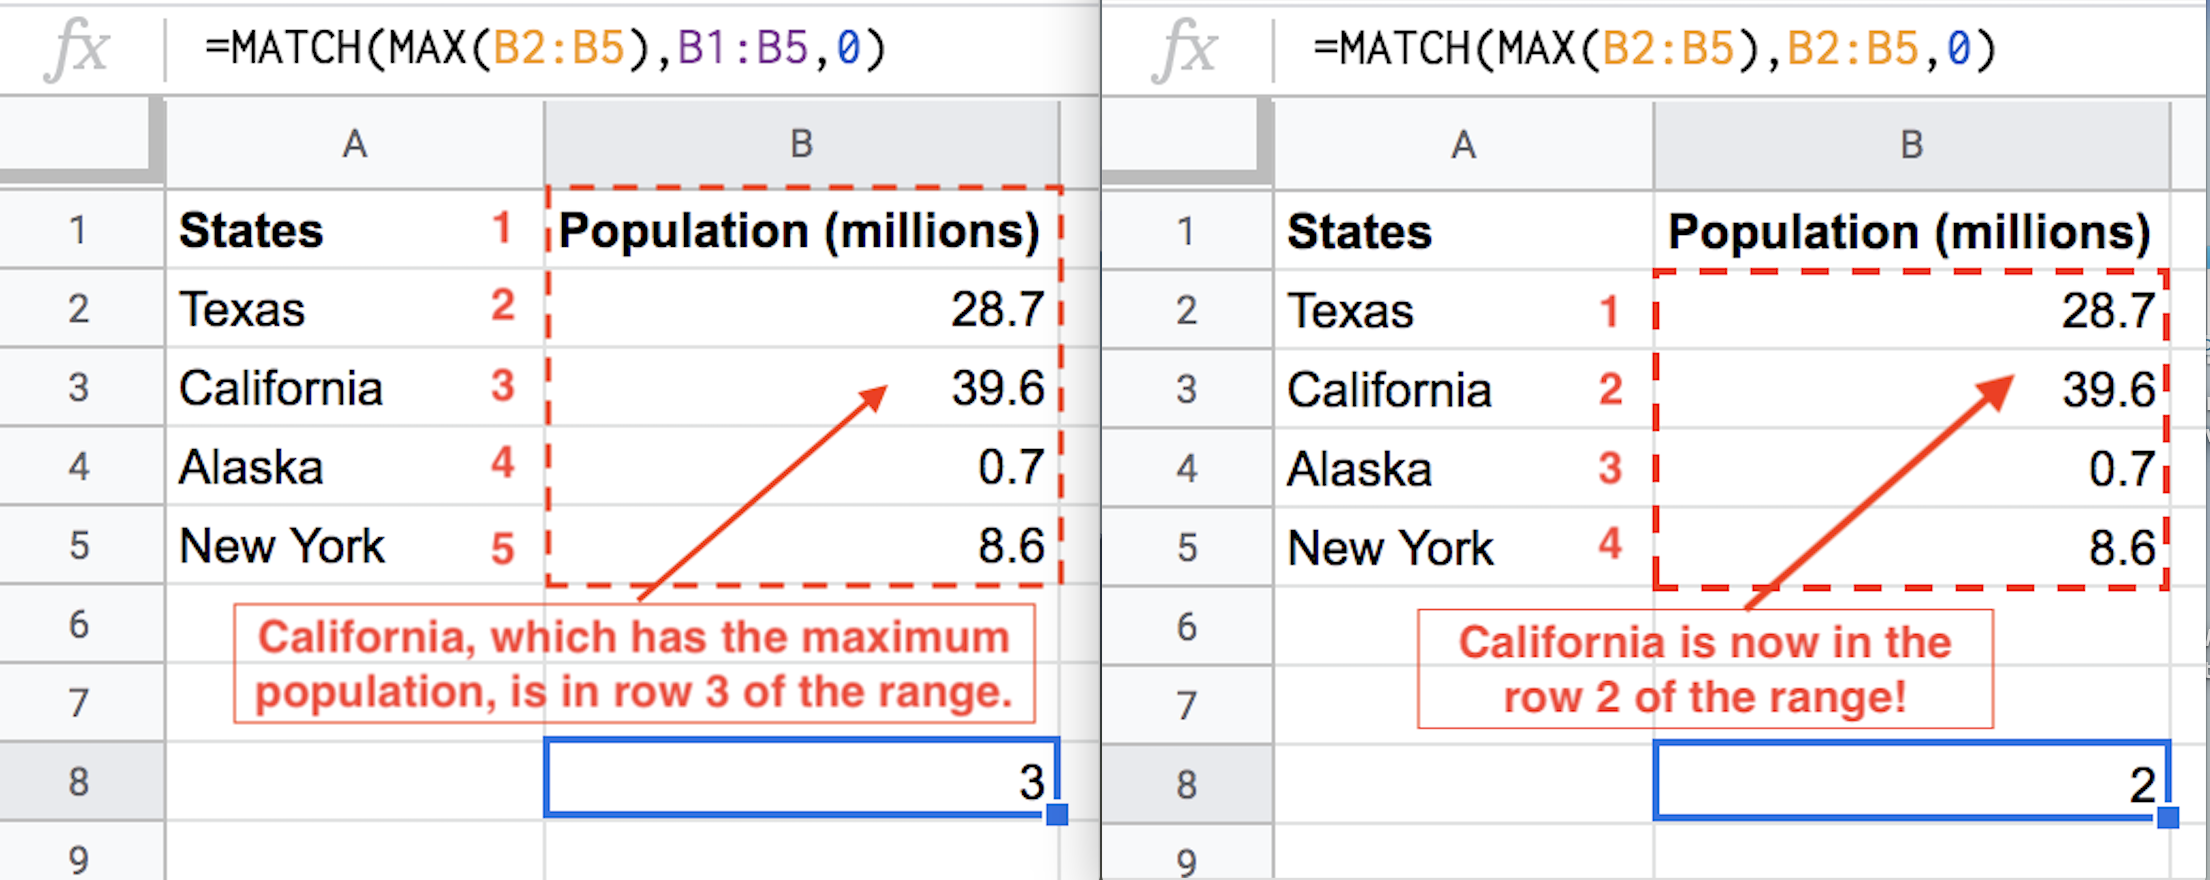 fx =MATCH(MAX(B2:B5),B1:B5,0)
A B
1 States 1 Population (millions)
2 Texas 2 28.7
3 California 3 39.6
4 Alaska 4 0.7
5 New York 5 8.6
6
California, which has the maximum
population, is in row 3 of the range.
7
8 3
9
fx =MATCH(MAX(B2:B5),B2:B5,0)
A B
1 States Population (millions)
2 Texas 1 28.7
3 California 2 39.6
4 Alaska 3 0.7
5 New York 4 8.6
6
California is now in the
row 2 of the range!
7
8 2
9